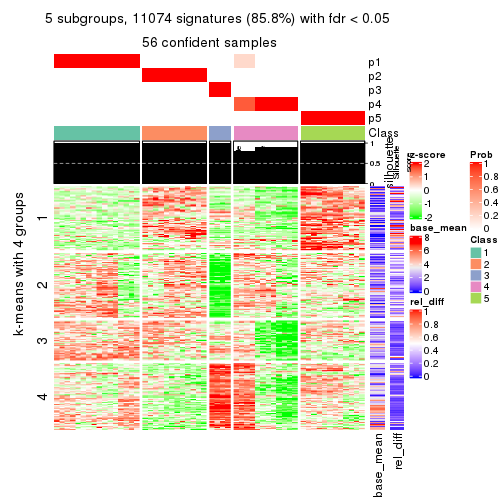 5 subgroups, 11074 signatures (85.8%) with fdr < 0.05
56 confident samples
p1
p2
p3
p4
p5
Class
1
0.5
0
silhouette
Silhouette
score
k-means with 4 groups
1
2
3
4
base_mean
rel_diff
z-score
2
1
0
-1
-2
base_mean
8
6
4
2
0
rel_diff
1
0.8
0.6
0.4
0.2
0
Prob
1
0.8
0.6
0.4
0.2
0
Class
1
2
3
4
5